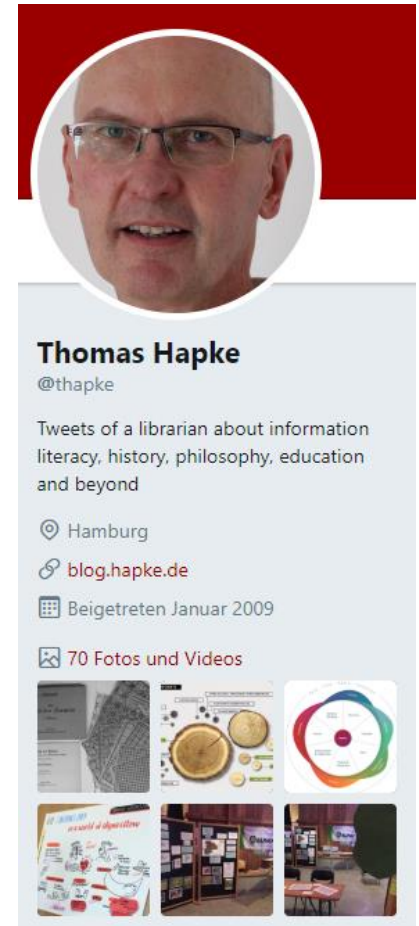 Thomas Hapke
@thapke
Tweets of a librarian about information
literacy, history, philosophy, education
and beyond
Hamburg
blog.hapke.de
Beigetreten Januar 2009
70 Fotos und Videos